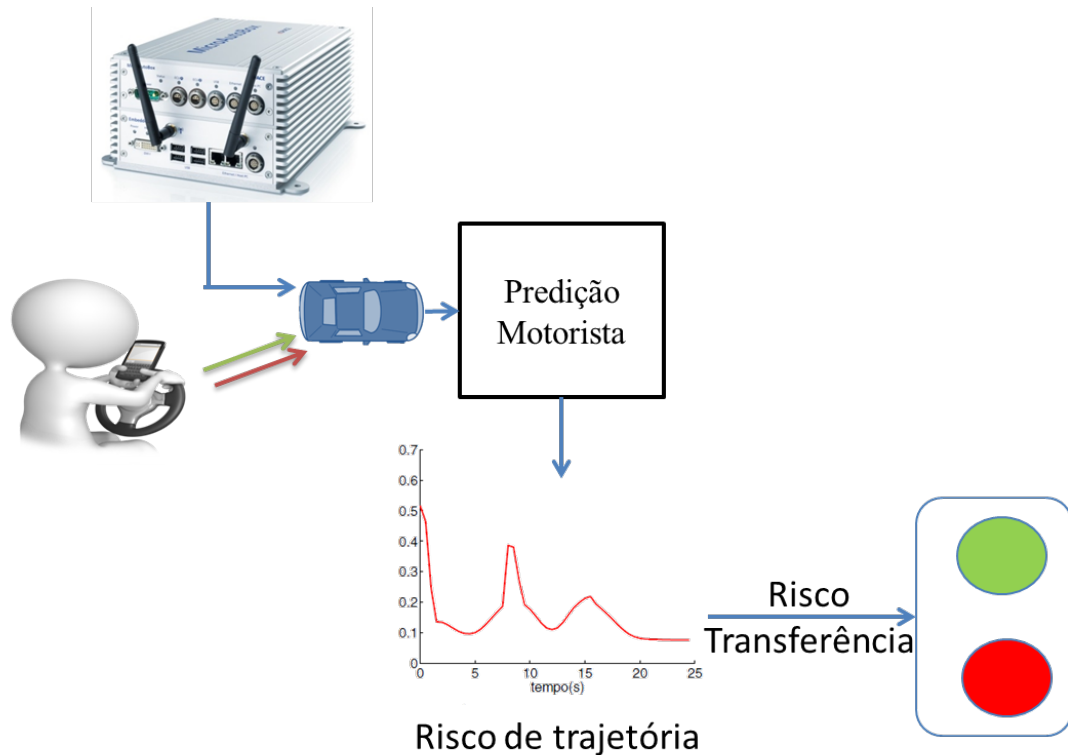 MicroAutoBox
Predição
Motorista
0.7
0.6
0.5
0.4
0.3
0.2
0.1
0
0 5 10 15 20 25
tempo(s)
Risco
Transferência
Risco de trajetória